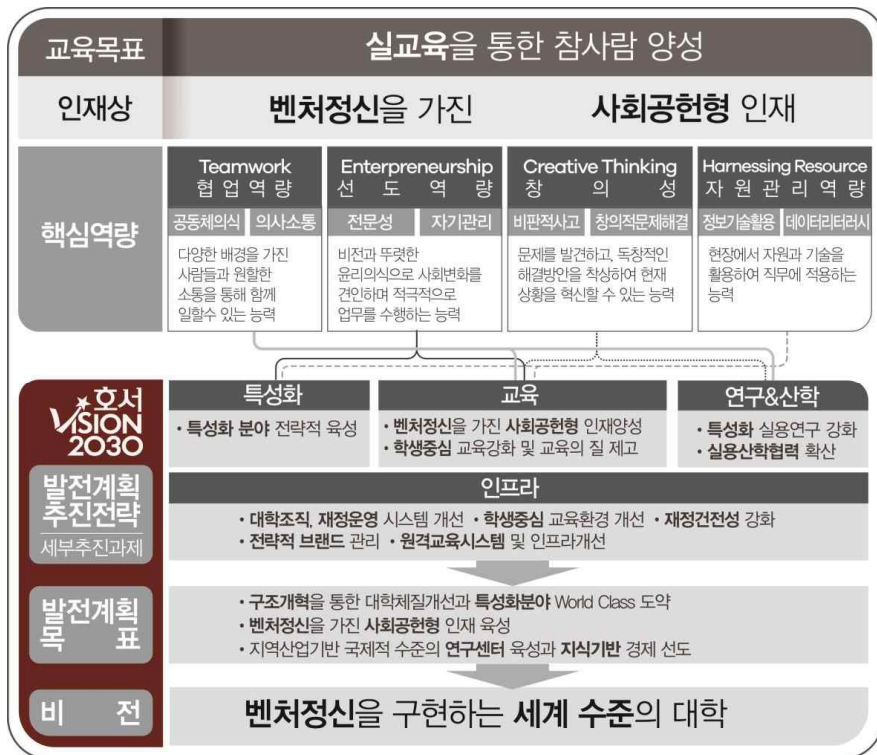 교육목표
실교육을 통한 참사람 양성
인재상
벤처정신을 가진 사회공헌형 인재
핵심역량
Teamwork
협업역량
공동체의식 의사소통
다양한 배경을 가진
사람들과 원할한
소통을 통해 함께
일할수 있는 능력
Enterpreneurship
선도역량
전문성 자기관리
비전과 뚜렷한
윤리의식으로 사회변화를
견인하며 적극적으로
업무를 수행하는 능력
Creative Thinking
창의성
비판적사고 창의적문제해결
문제를 발견하고, 독창적인
해결방안을 착상하여 현재
상황을 혁신할 수 있는 능력
Harnessing Resource
자원관리역량
정보기술활용 데이터리터러시
현장에서 자원과 기술을
활용하여 직무에 적용하는
능력
호서
VISION
2030
특성화
• 특성화 분야 전략적 육성
교육
• 벤처정신을 가진 사회공헌형 인재양성
• 학생중심 교육강화 및 교육의 질 제고
연구&산학
• 특성화 실용연구 강화
• 실용산학협력 확산
발전계획
추진전략
세부추진과제
인프라
• 대학조직, 재정운영 시스템 개선 • 학생중심 교육환경 개선 • 재정건전성 강화
• 전략적 브랜드 관리 • 원격교육시스템 및 인프라개선
발전계획
목표
• 구조개혁을 통한 대학체질개선과 특성화분야 World Class 도약
• 벤처정신을 가진 사회공헌형 인재 육성
• 지역산업기반 국제적 수준의 연구센터 육성과 지식기반 경제 선도
비전
벤처정신을 구현하는 세계 수준의 대학